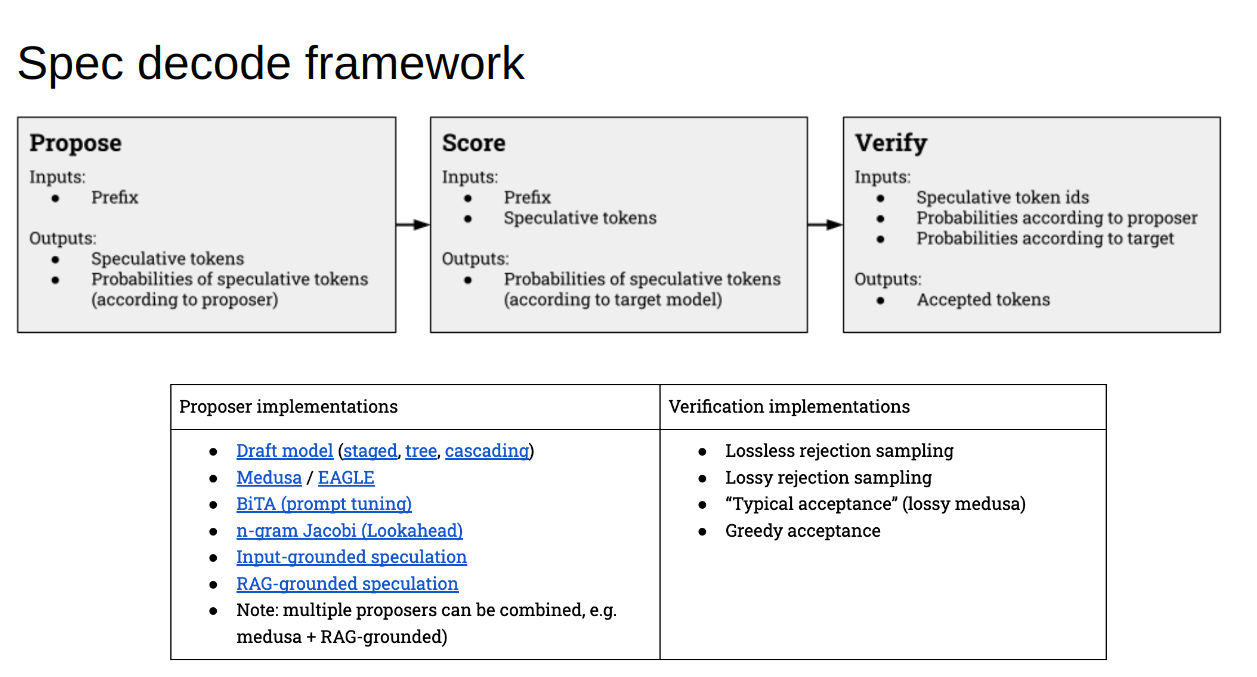 Spec decode framework
Propose
Inputs:
● Prefix
Outputs:
● Speculative tokens
● Probabilities of speculative tokens
(according to proposer)
Score
Inputs:
● Prefix
● Speculative tokens
Outputs:
● Probabilities of speculative tokens
(according to target model)
Verify
Inputs:
● Speculative token ids
● Probabilities according to proposer
● Probabilities according to target
Outputs:
● Accepted tokens
Proposer implementations
● Draft model (staged, tree, cascading)
● Medusa / EAGLE
● BiTA (prompt tuning)
● n-gram Jacobi (Lookahead)
● Input-grounded speculation
● RAG-grounded speculation
● Note: multiple proposers can be combined, e.g.
medusa + RAG-grounded)
Verification implementations
● Lossless rejection sampling
● Lossy rejection sampling
● “Typical acceptance” (lossy medusa)
● Greedy acceptance